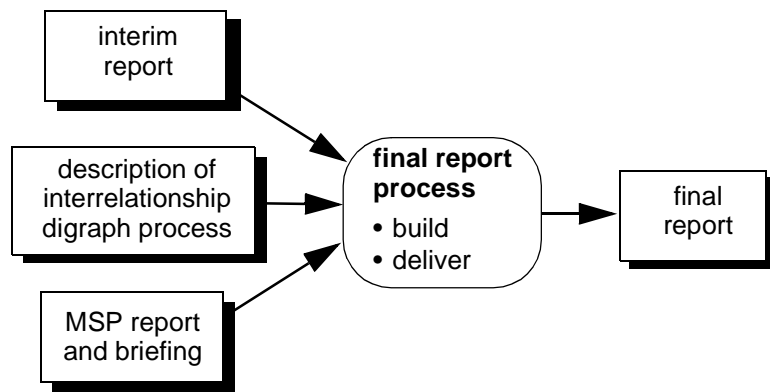 interim
report
description of
interrelationship
digraph process
MSP report
and briefing
final report
process
• build
• deliver
final
report